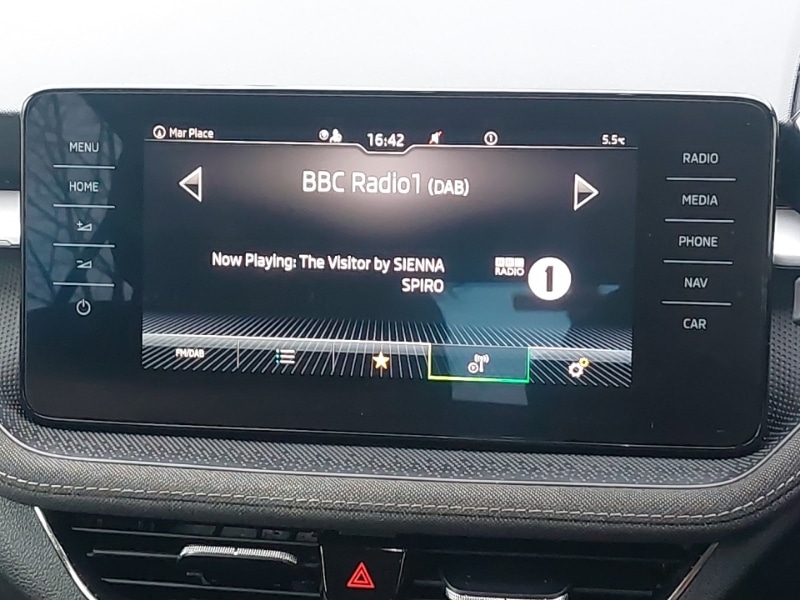 Mar Place
16:42
5.5°C
MENU
HOME
RADIO
MEDIA
PHONE
NAV
CAR
BBC Radio1 (DAB)
Now Playing: The Visitor by SIENNA
SPIRO
BBC
RADIO
1
FM/DAB